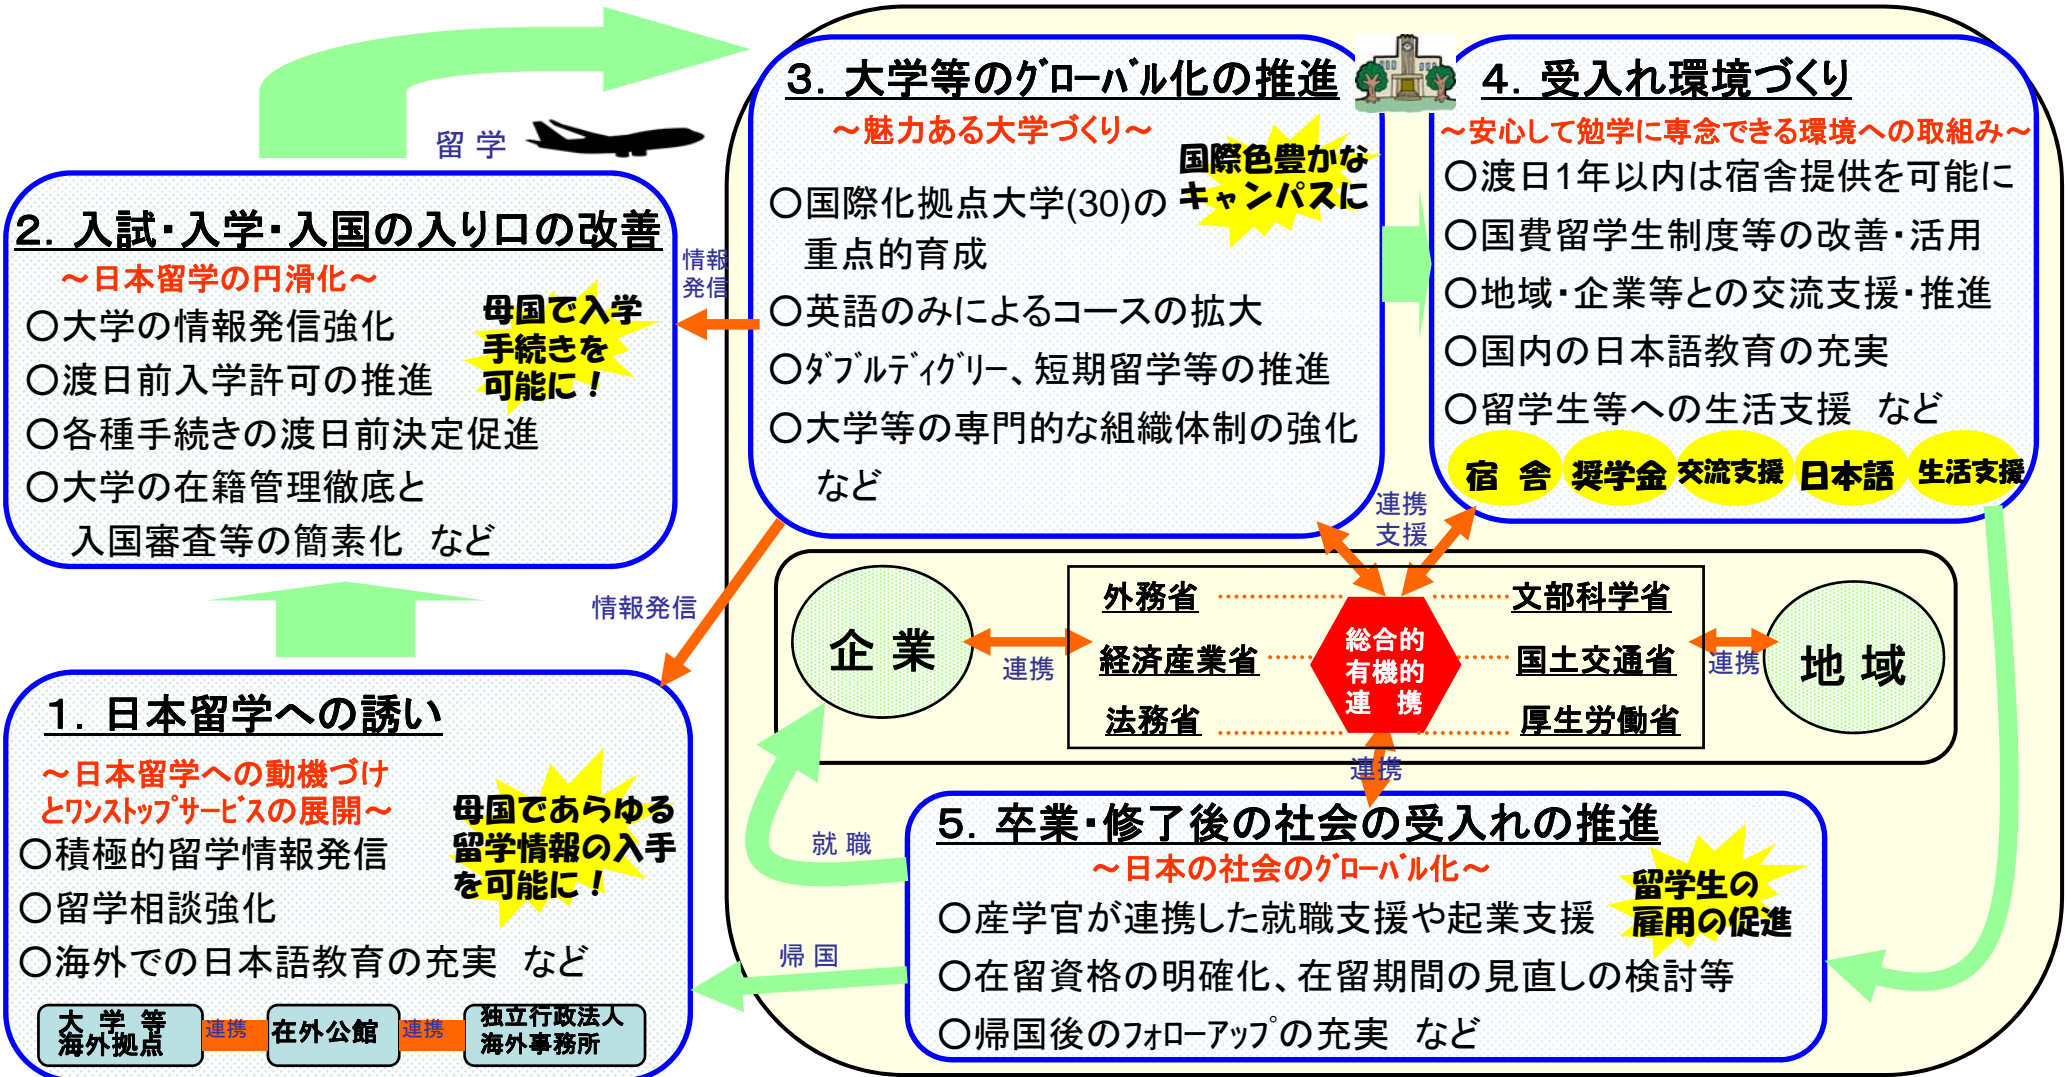 留 学
2．入試・入学・入国の入り口の改善
～日本留学の円滑化～
○大学の情報発信強化
○渡日前入学許可の推進
○各種手続きの渡日前決定促進
○大学の在籍管理徹底と
入国審査等の簡素化 など
母国で入学
手続きを
可能に！
情報
発信
3．大学等のｸﾞﾛｰﾊﾞﾙ化の推進
～魅力ある大学づくり～
国際色豊かな
キャンパスに
○国際化拠点大学(30)の
重点的育成
○英語のみによるコースの拡大
○ﾀﾞﾌﾞﾙﾃﾞｨｸﾞﾘｰ、短期留学等の推進
○大学等の専門的な組織体制の強化
など
4．受入れ環境づくり
～安心して勉学に専念できる環境への取組み～
○渡日1年以内は宿舎提供を可能に
○国費留学生制度等の改善・活用
○地域・企業等との交流支援・推進
○国内の日本語教育の充実
○留学生等への生活支援 など
宿 舎 奨学金 交流支援 日本語 生活支援
連携
支援
情報発信
企 業
連携
外務省
経済産業省
法務省
総合的
有機的
連 携
文部科学省
国土交通省
厚生労働省
連携
地 域
連携
1．日本留学への誘い
～日本留学への動機づけ
とﾜﾝｽﾄｯﾌﾟｻｰﾋﾞｽの展開～
○積極的留学情報発信
○留学相談強化
○海外での日本語教育の充実 など
母国であらゆる
留学情報の入手
を可能に！
大 学 等
海外拠点
連携
在外公館
連携
独立行政法人
海外事務所
就 職
帰 国
5．卒業・修了後の社会の受入れの推進
～日本の社会のｸﾞﾛｰﾊﾞﾙ化～
○産学官が連携した就職支援や起業支援
○在留資格の明確化、在留期間の見直しの検討等
○帰国後のﾌｫﾛｰｱｯﾌﾟの充実 など
留学生の
雇用の促進